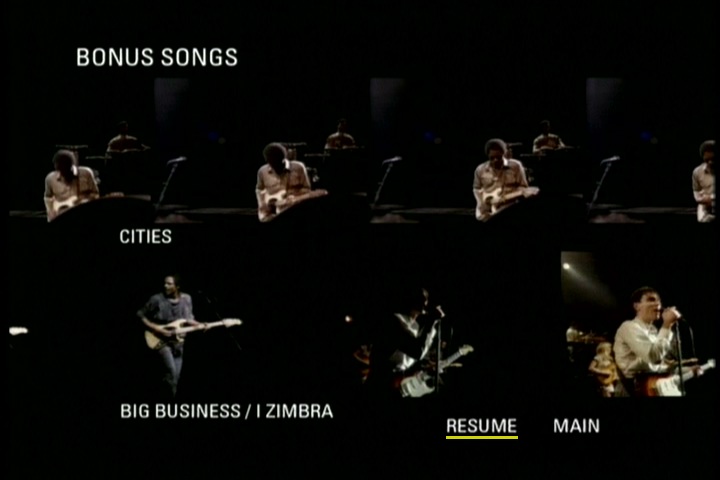 BONUS SONGS
CITIES
BIG BUSINESS / I ZIMBRA
RESUME
MAIN